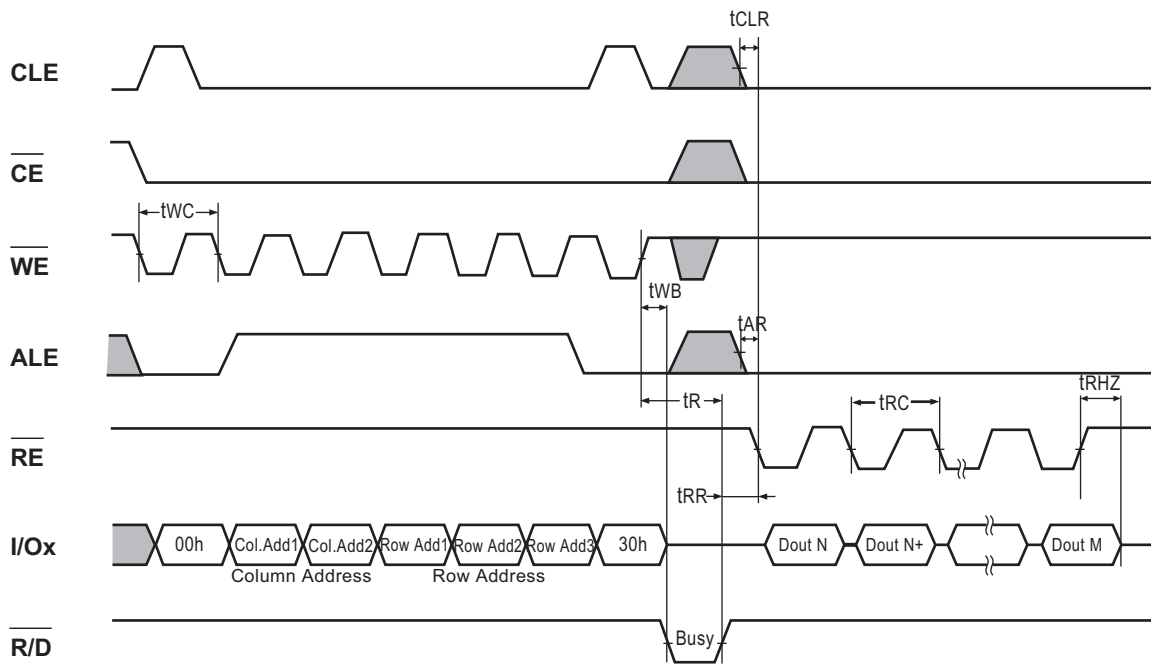 tCLR
CLE
CE
tWC
WE
tWB
tAR
ALE
tR
tRC
tRHZ
RE
tRR
I/Ox
00h
Col.Add1
Col.Add2
Row Add1
Row Add2
Row Add3
30h
Dout N
Dout N+
Dout M
Column Address
Row Address
R/D
Busy